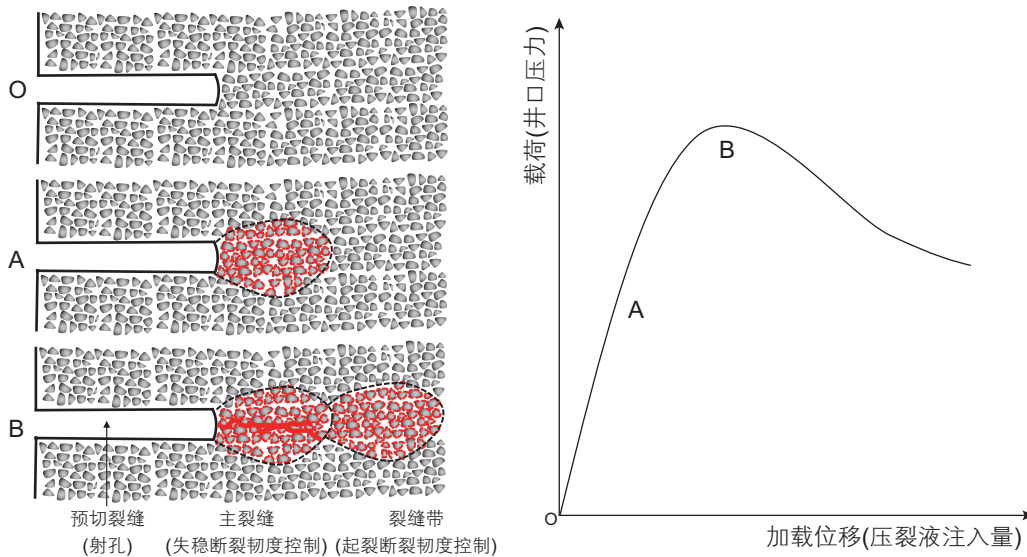 O
A
B
预切裂缝
(射孔)
主裂缝
(失稳断裂韧度控制)
裂缝带
(起裂断裂韧度控制)
载荷(井口压力)
B
A
O
加载位移(压裂液注入量)